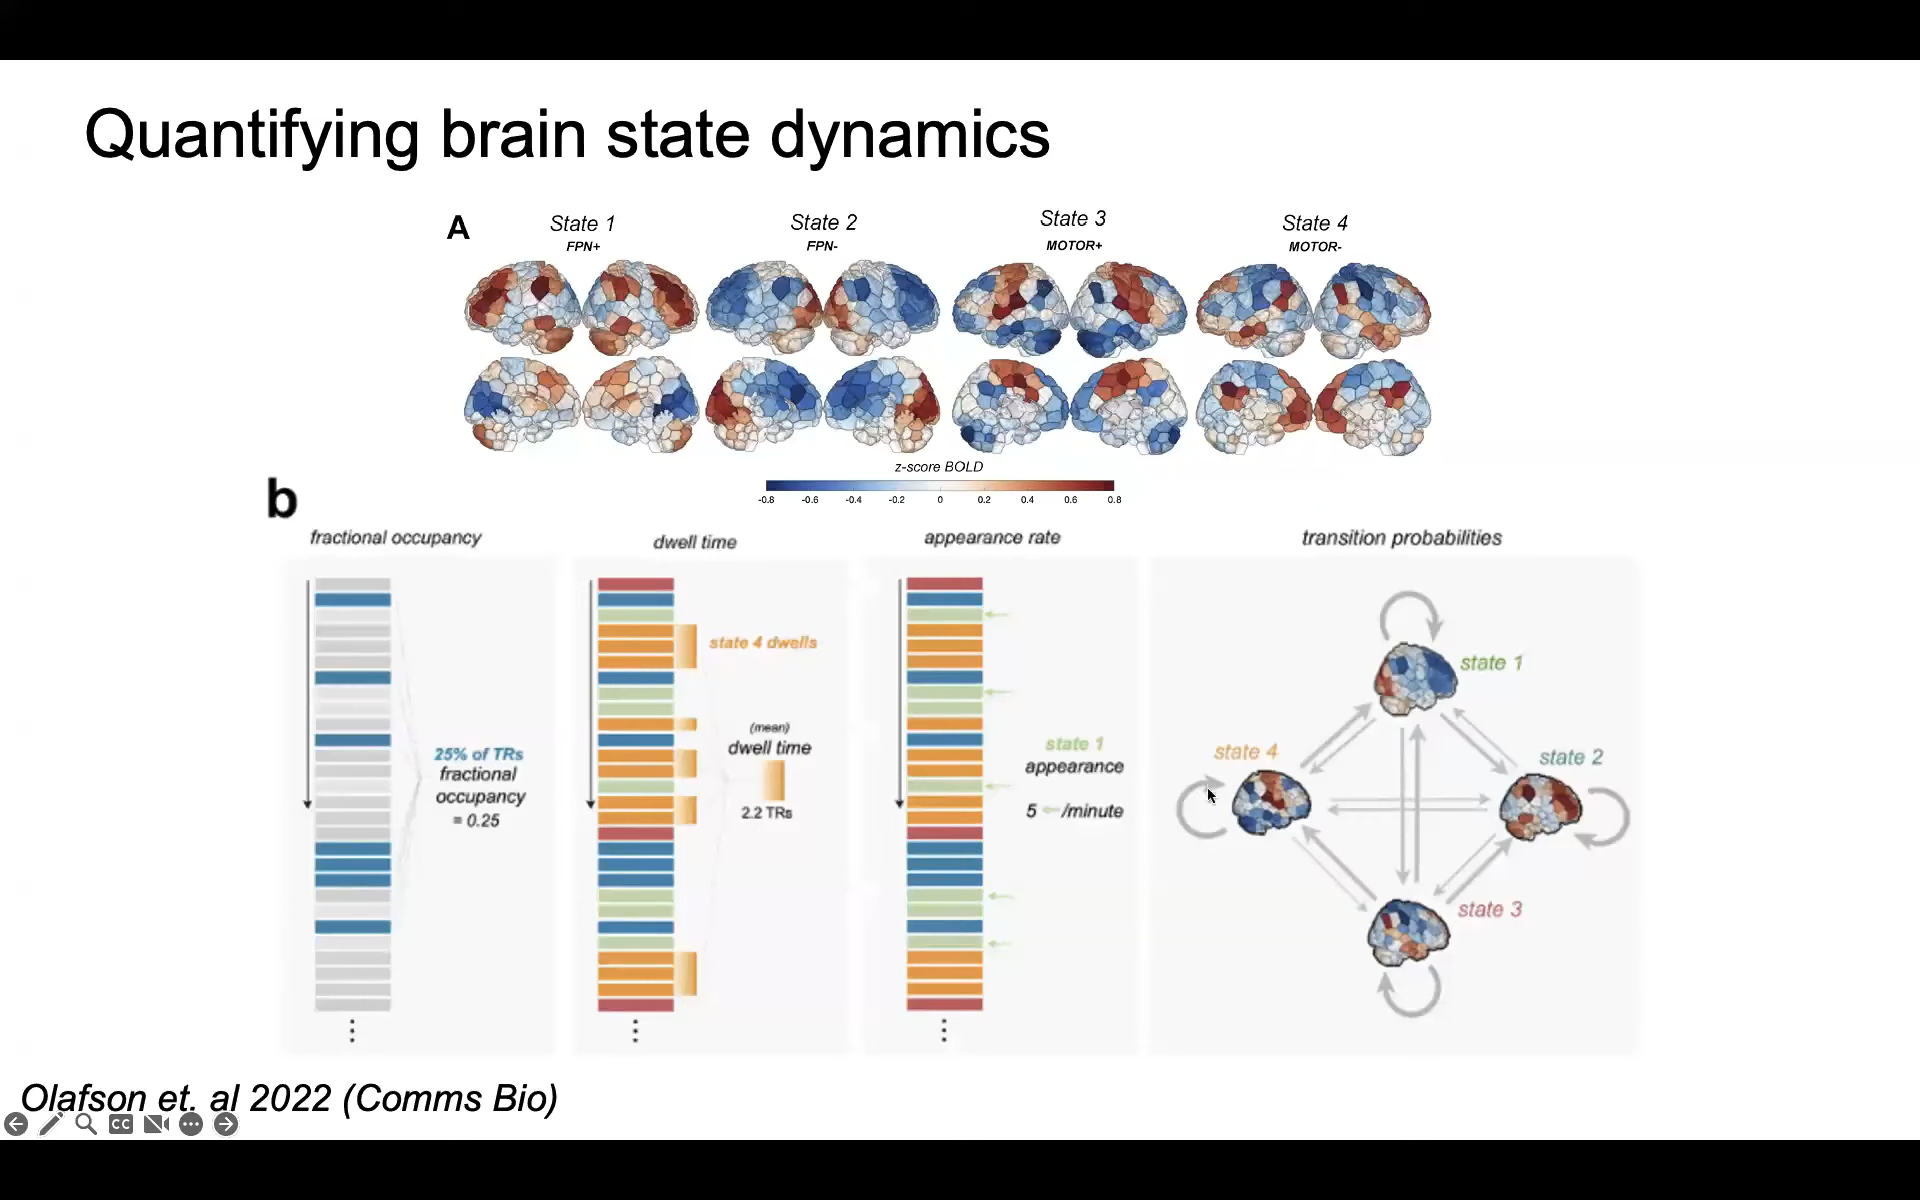 Quantifying brain state dynamics
A
State 1
FPN+
State 2
FPN-
State 3
MOTOR+
State 4
MOTOR-
z-score BOLD
-0.8 -0.6 -0.4 -0.2 0 0.2 0.4 0.6 0.8
b
fractional occupancy
25% of TRs
fractional
occupancy
= 0.25
dwell time
state 4 dwells
(mean)
dwell time
2.2 TRs
appearance rate
state 1
appearance
5 /minute
transition probabilities
state 1
state 4
state 2
state 3
Olafson et. al 2022 (Comms Bio)
CC